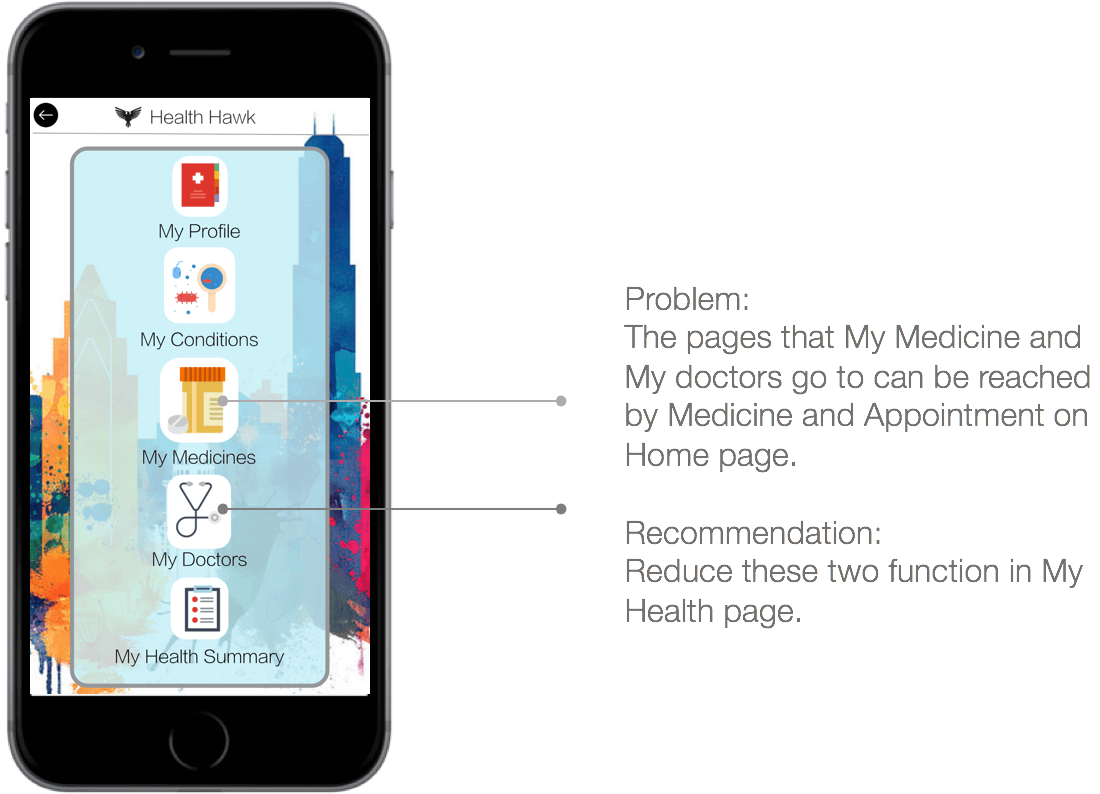 Health Hawk
My Profile
My Conditions
My Medicines
My Doctors
My Health Summary
Problem:
The pages that My Medicine and
My doctors go to can be reached
by Medicine and Appointment on
Home page.
Recommendation:
Reduce these two function in My
Health page.